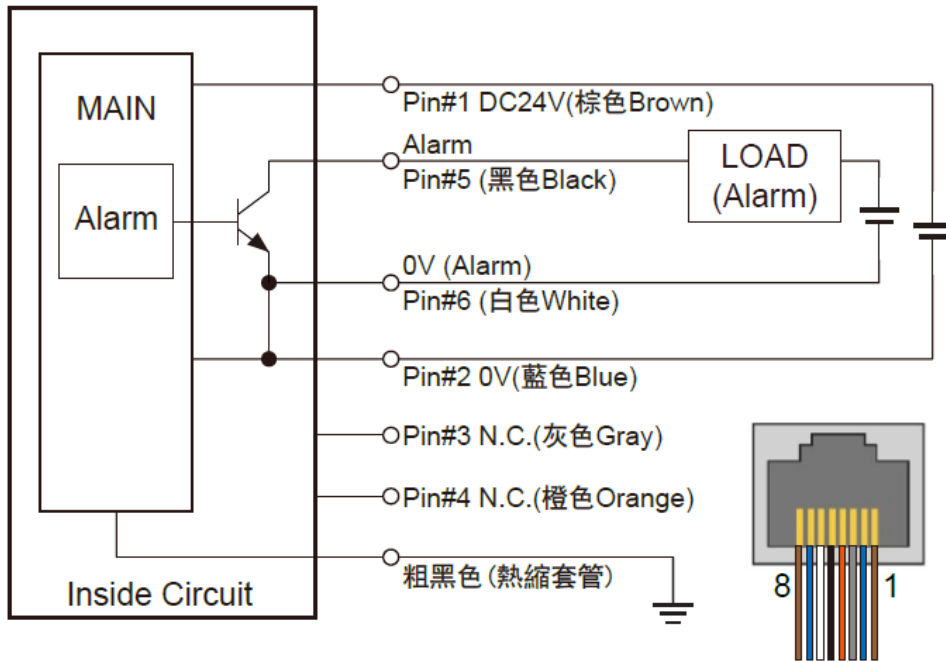 MAIN
Alarm
Inside Circuit
Pin#1 DC24V(棕色Brown)
Alarm
Pin#5 (黑色Black)
LOAD
(Alarm)
0V (Alarm)
Pin#6 (白色White)
Pin#2 0V(藍色Blue)
Pin#3 N.C.(灰色Gray)
Pin#4 N.C.(橙色Orange)
粗黑色(熱縮套管)
8 1